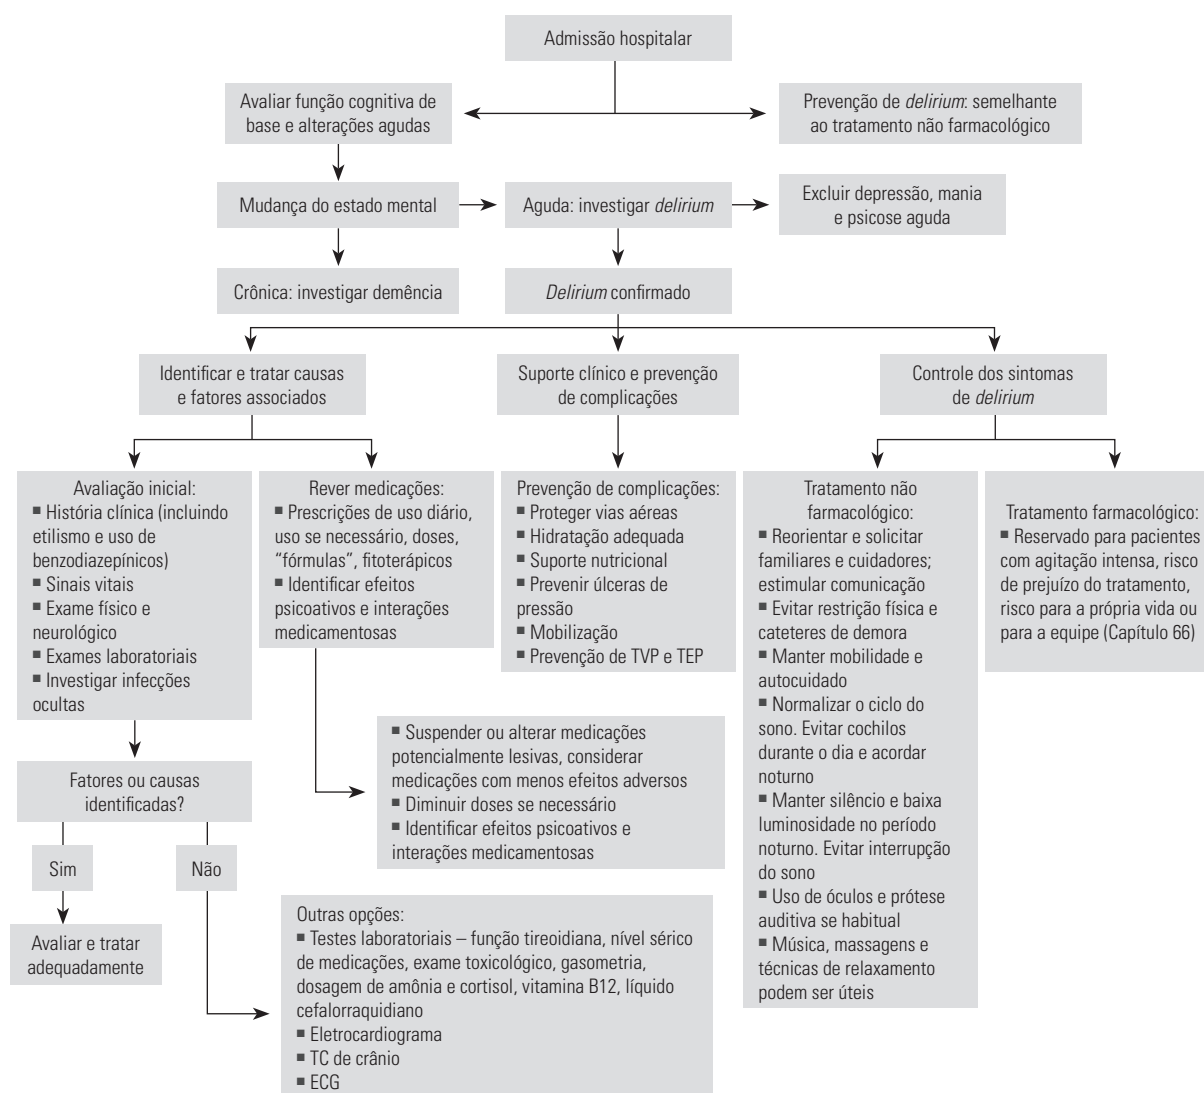 Admissão hospitalar
Avaliar função cognitiva de
base e alterações agudas
Prevenção de delirium: semelhante
ao tratamento não farmacológico
Mudança do estado mental
Aguda: investigar delirium
Excluir depressão, mania
e psicose aguda
Crônica: investigar demência
Delirium confirmado
Identificar e tratar causas
e fatores associados
Suporte clínico e prevenção
de complicações
Controle dos sintomas
de delirium
Avaliação inicial:
▪ História clínica (incluindo
etilismo e uso de
benzodiazepínicos)
▪ Sinais vitais
▪ Exame físico e
neurológico
▪ Exames laboratoriais
▪ Investigar infecções
ocultas
Rever medicações:
▪ Prescrições de uso diário,
uso se necessário, doses,
“fórmulas”, fitoterápicos
▪ Identificar efeitos
psicoativos e interações
medicamentosas
Prevenção de complicações:
▪ Proteger vias aéreas
▪ Hidratação adequada
▪ Suporte nutricional
▪ Prevenir úlceras de
pressão
▪ Mobilização
▪ Prevenção de TVP e TEP
Tratamento não
farmacológico:
▪ Reorientar e solicitar
familiares e cuidadores;
estimular comunicação
▪ Evitar restrição física e
cateteres de demora
▪ Manter mobilidade e
autocuidado
▪ Normalizar o ciclo do
sono. Evitar cochilos
durante o dia e acordar
noturno
▪ Manter silêncio e baixa
luminosidade no período
noturno. Evitar interrupção
do sono
▪ Uso de óculos e prótese
auditiva se habitual
▪ Música, massagens e
técnicas de relaxamento
podem ser úteis
Tratamento farmacológico:
▪ Reservado para pacientes
com agitação intensa, risco
de prejuízo do tratamento,
risco para a própria vida ou
para a equipe (Capítulo 66)
▪ Suspender ou alterar medicações
potencialmente lesivas, considerar
medicações com menos efeitos adversos
▪ Diminuir doses se necessário
▪ Identificar efeitos psicoativos e
interações medicamentosas
Fatores ou causas
identificadas?
Sim
Não
Avaliar e tratar
adequadamente
Outras opções:
▪ Testes laboratoriais – função tireoidiana, nível sérico
de medicações, exame toxicológico, gasometria,
dosagem de amônia e cortisol, vitamina B12, líquido
cefalorraquidiano
▪ Eletrocardiograma
▪ TC de crânio
▪ ECG